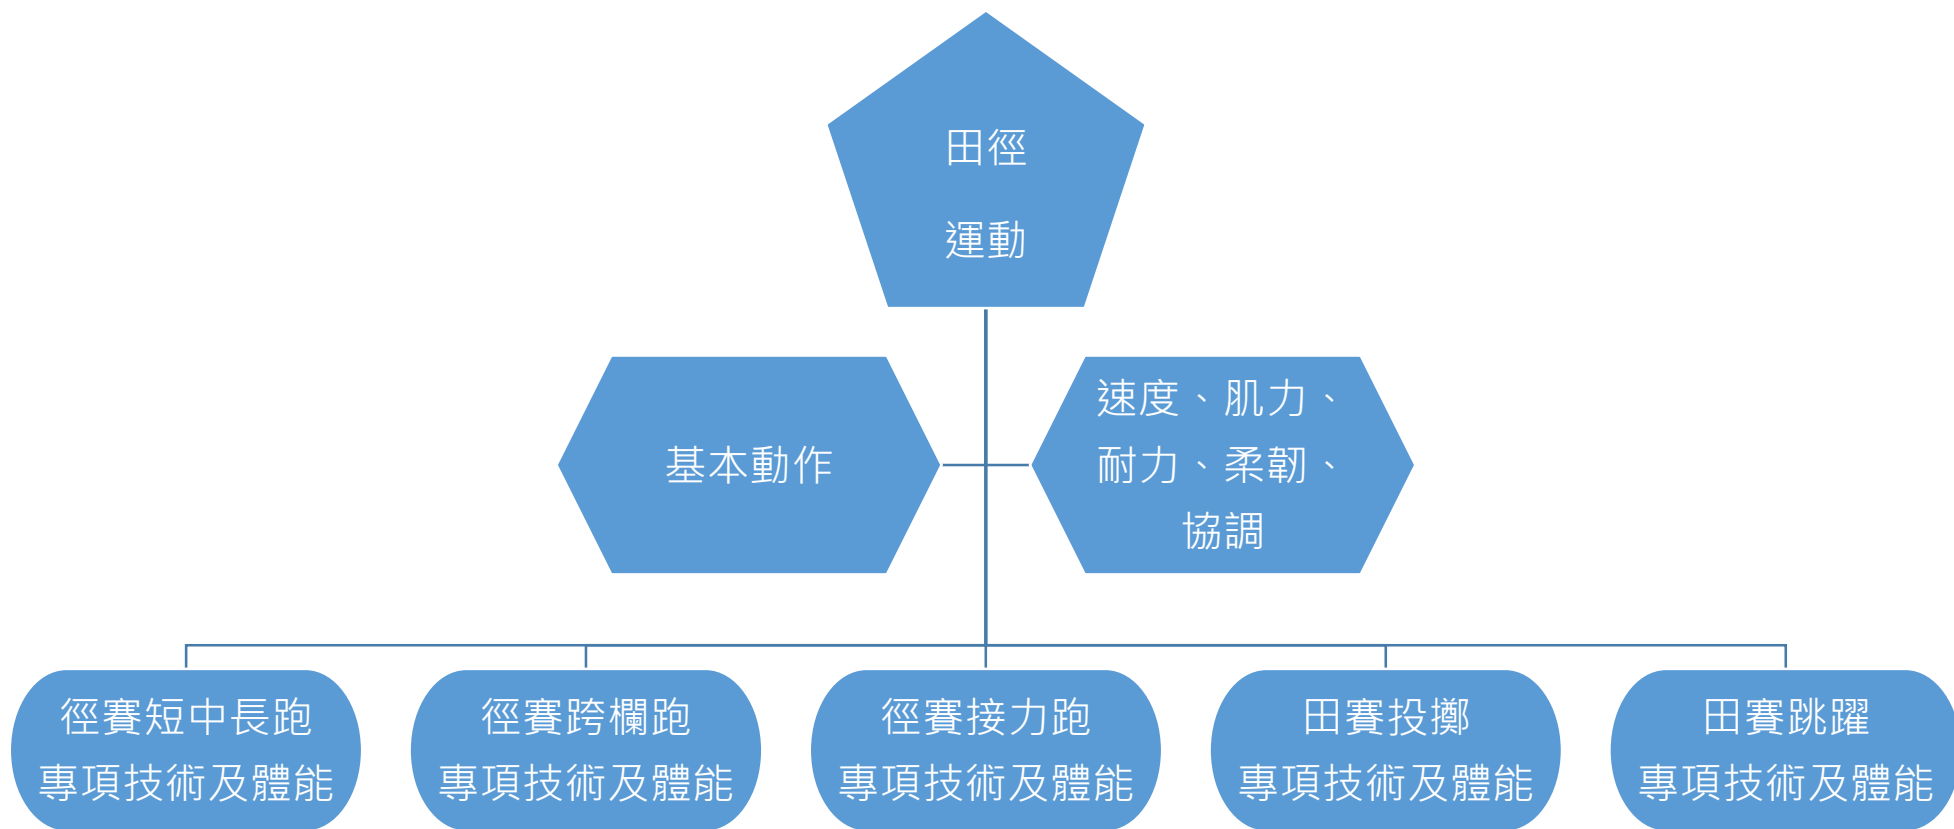 田徑
運動
基本動作
速度、肌力、
耐力、柔韌、
協調
徑賽短中長跑
專項技術及體能
徑賽跨欄跑
專項技術及體能
徑賽接力跑
專項技術及體能
田賽投擲
專項技術及體能
田賽跳躍
專項技術及體能